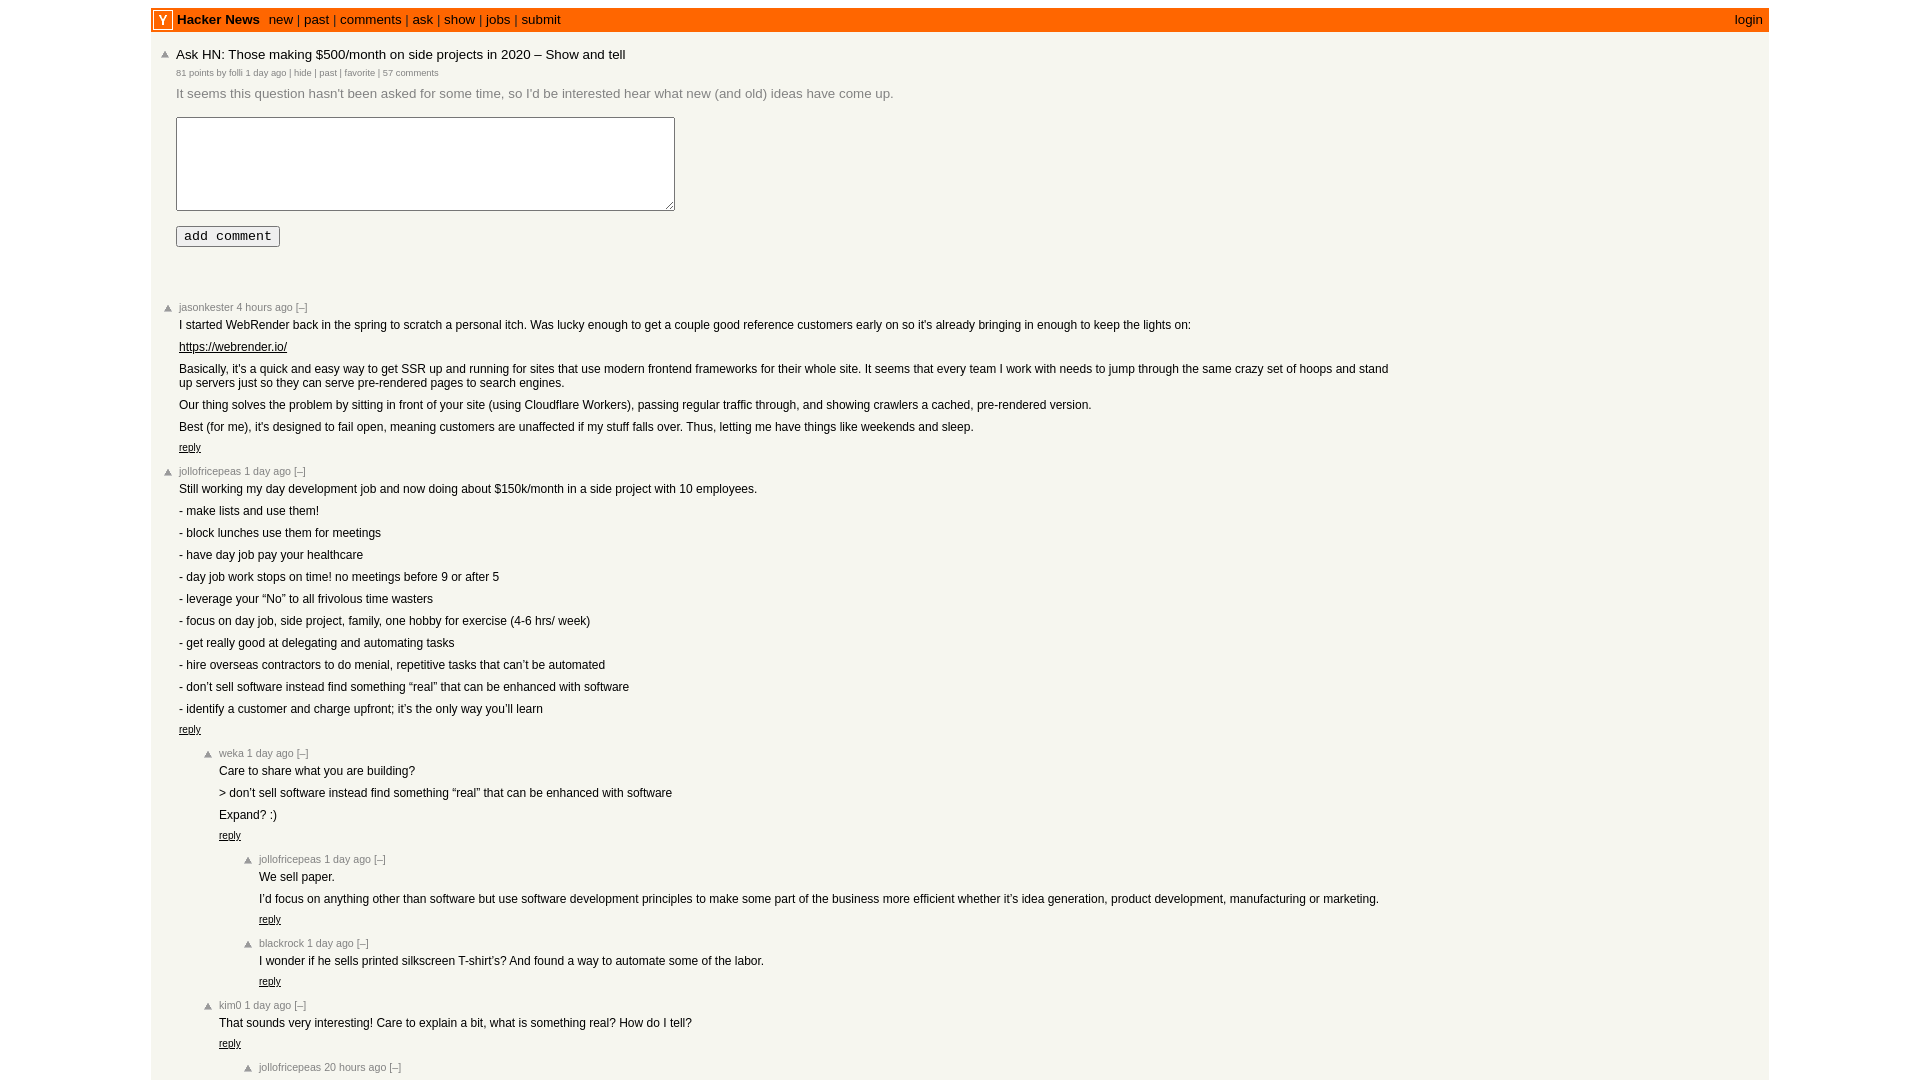 Y Hacker News new | past | comments | ask | show | jobs | submit login
Ask HN: Those making $500/month on side projects in 2020 – Show and tell
81 points by folli 1 day ago | hide | past | favorite | 57 comments
It seems this question hasn't been asked for some time, so I'd be interested hear what new (and old) ideas have come up.
add comment
jasonkester 4 hours ago [–]
I started WebRender back in the spring to scratch a personal itch. Was lucky enough to get a couple good reference customers early on so it's already bringing in enough to keep the lights on:
https://webrender.io/
Basically, it's a quick and easy way to get SSR up and running for sites that use modern frontend frameworks for their whole site. It seems that every team I work with needs to jump through the same crazy set of hoops and stand
up servers just so they can serve pre-rendered pages to search engines.
Our thing solves the problem by sitting in front of your site (using Cloudflare Workers), passing regular traffic through, and showing crawlers a cached, pre-rendered version.
Best (for me), it's designed to fail open, meaning customers are unaffected if my stuff falls over. Thus, letting me have things like weekends and sleep.
reply
jollofricepeas 1 day ago [–]
Still working my day development job and now doing about $150k/month in a side project with 10 employees.
- make lists and use them!
- block lunches use them for meetings
- have day job pay your healthcare
- day job work stops on time! no meetings before 9 or after 5
- leverage your “No” to all frivolous time wasters
- focus on day job, side project, family, one hobby for exercise (4-6 hrs/ week)
- get really good at delegating and automating tasks
- hire overseas contractors to do menial, repetitive tasks that can’t be automated
- don’t sell software instead find something “real” that can be enhanced with software
- identify a customer and charge upfront; it’s the only way you’ll learn
reply
weka 1 day ago [–]
Care to share what you are building?
> don’t sell software instead find something “real” that can be enhanced with software
Expand? :)
reply
jollofricepeas 1 day ago [–]
We sell paper.
I’d focus on anything other than software but use software development principles to make some part of the business more efficient whether it’s idea generation, product development, manufacturing or marketing.
reply
blackrock 1 day ago [–]
I wonder if he sells printed silkscreen T-shirt’s? And found a way to automate some of the labor.
reply
kim0 1 day ago [–]
That sounds very interesting! Care to explain a bit, what is something real? How do I tell?
reply
jollofricepeas 20 hours ago [–]